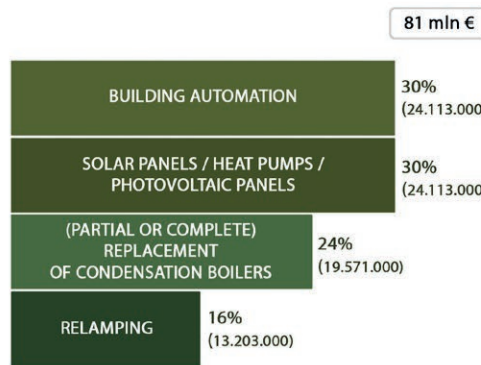 81 mln €
BUILDING AUTOMATION
30%
(24.113.000
SOLAR PANELS / HEAT PUMPS /
PHOTOVOLTAIC PANELS
30%
(24.113.000
(PARTIAL OR COMPLETE)
REPLACEMENT
OF CONDENSATION BOILERS
24%
(19.571.000)
RELAMPING
16%
(13.203.000)